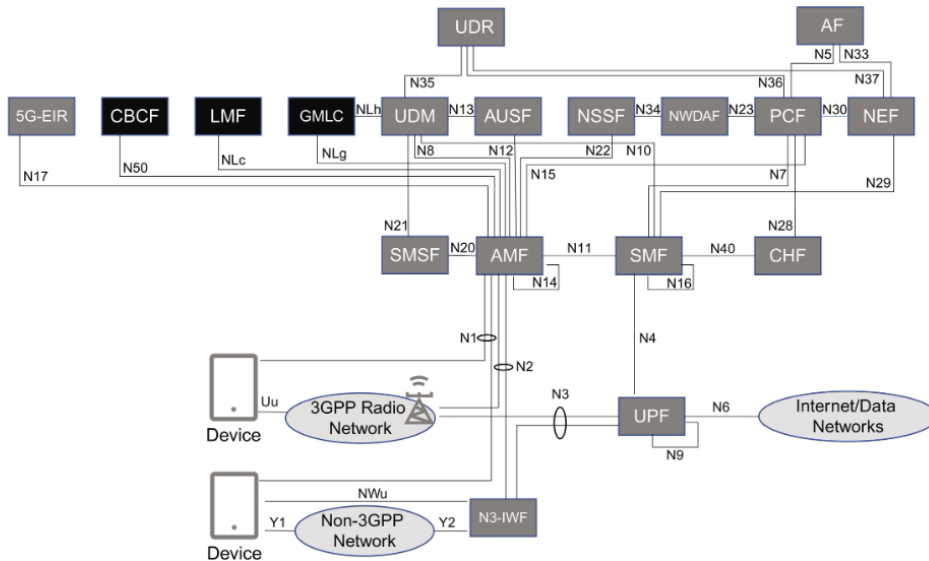 UDR
AF
N5
N33
N35
N36
N37
5G-EIR
CBCF
LMF
GMLC
NLh
UDM
N13
AUSF
NSSF
N34
NWDAF
N23
PCF
N30
NEF
N17
N50
NLc
NLg
N8
N12
N22
N10
N15
N7
N29
N21
N28
SMSF
N20
AMF
N11
SMF
N40
CHF
N14
N16
N1
N2
N4
Uu
3GPP Radio
Network
Device
N3
UPF
N6
Internet/Data
Networks
N9
NWu
Y1
Non-3GPP
Network
Y2
N3-IWF
Device